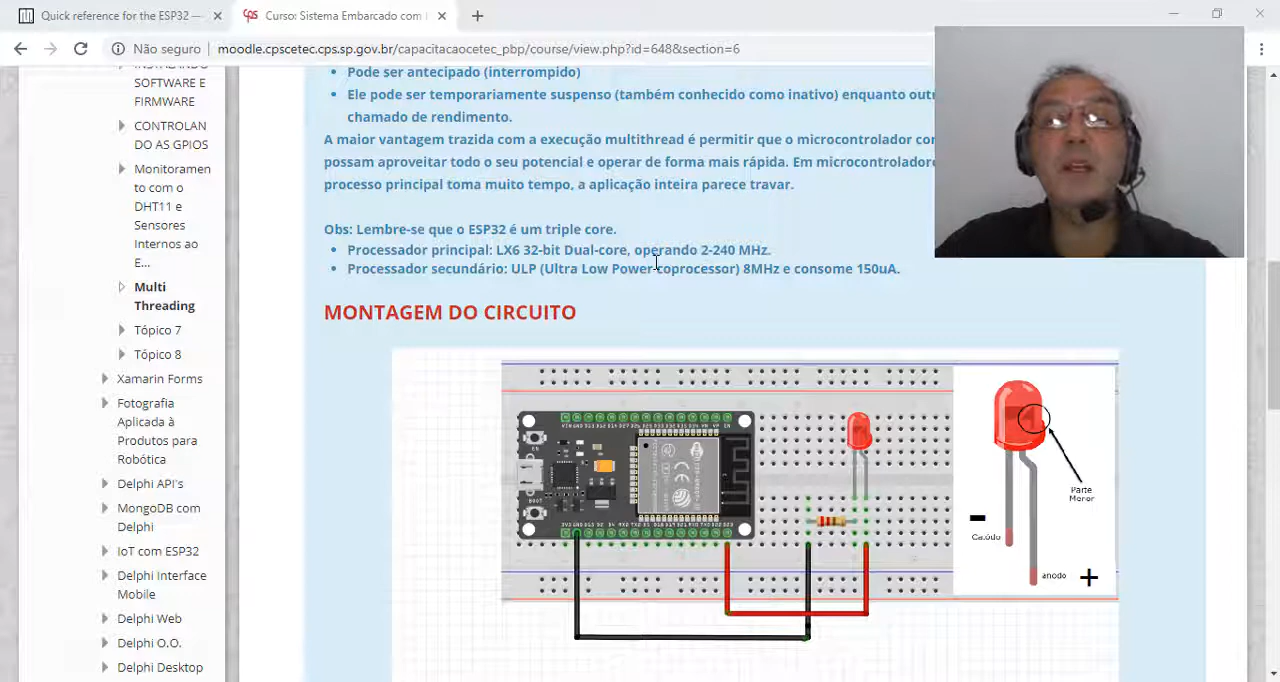 Quick reference for the ESP32 —
Curso: Sistema Embarcado com
Não seguro
moodle.cpscetec.cps.sp.gov.br/capacitacaocetec_pbp/course/view.php?id=648&section=6
INSTALANDO
SOFTWARE E
FIRMWARE
CONTROLAN
DO AS GPIOS
Monitoramen
to com o
DHT11 e
Sensores
Internos ao
E...
Multi
Threading
Tópico 7
Tópico 8
Xamarin Forms
Fotografia
Aplicada à
Produtos para
Robótica
Delphi API's
MongoDB com
Delphi
IoT com ESP32
Delphi Interface
Mobile
Delphi Web
Delphi O.O.
Delphi Desktop
Pode ser antecipado (interrompido)
Ele pode ser temporariamente suspenso (também conhecido como inativo) enquanto
chamado de rendimento.
A maior vantagem trazida com a execução multithread é permitir que o microcontrolador
possam aproveitar todo o seu potencial e operar de forma mais rápida. Em
processo principal toma muito tempo, a aplicação inteira parece travar.
Obs: Lembre-se que o ESP32 é um triple core.
Processador principal: LX6 32-bit Dual-core, operando 2-240 MHz.
Processador secundário: ULP (Ultra Low Power coprocessor) 8MHz e consome 150uA.
MONTAGEM DO CIRCUITO
EN
BOOT
Parte
Menor
-
Catodo
anodo +